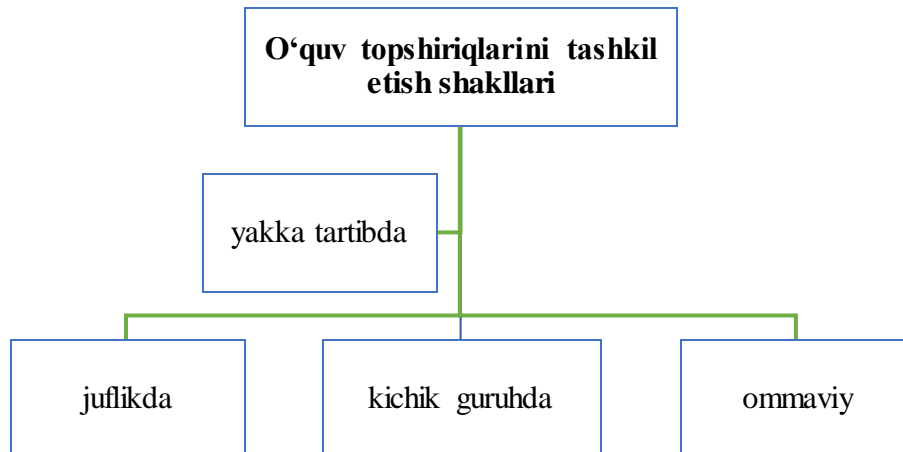 O‘quv topshiriqlarini tashkil
etish shakllari
yakka tartibda
juflikda
kichik guruhda
ommaviy